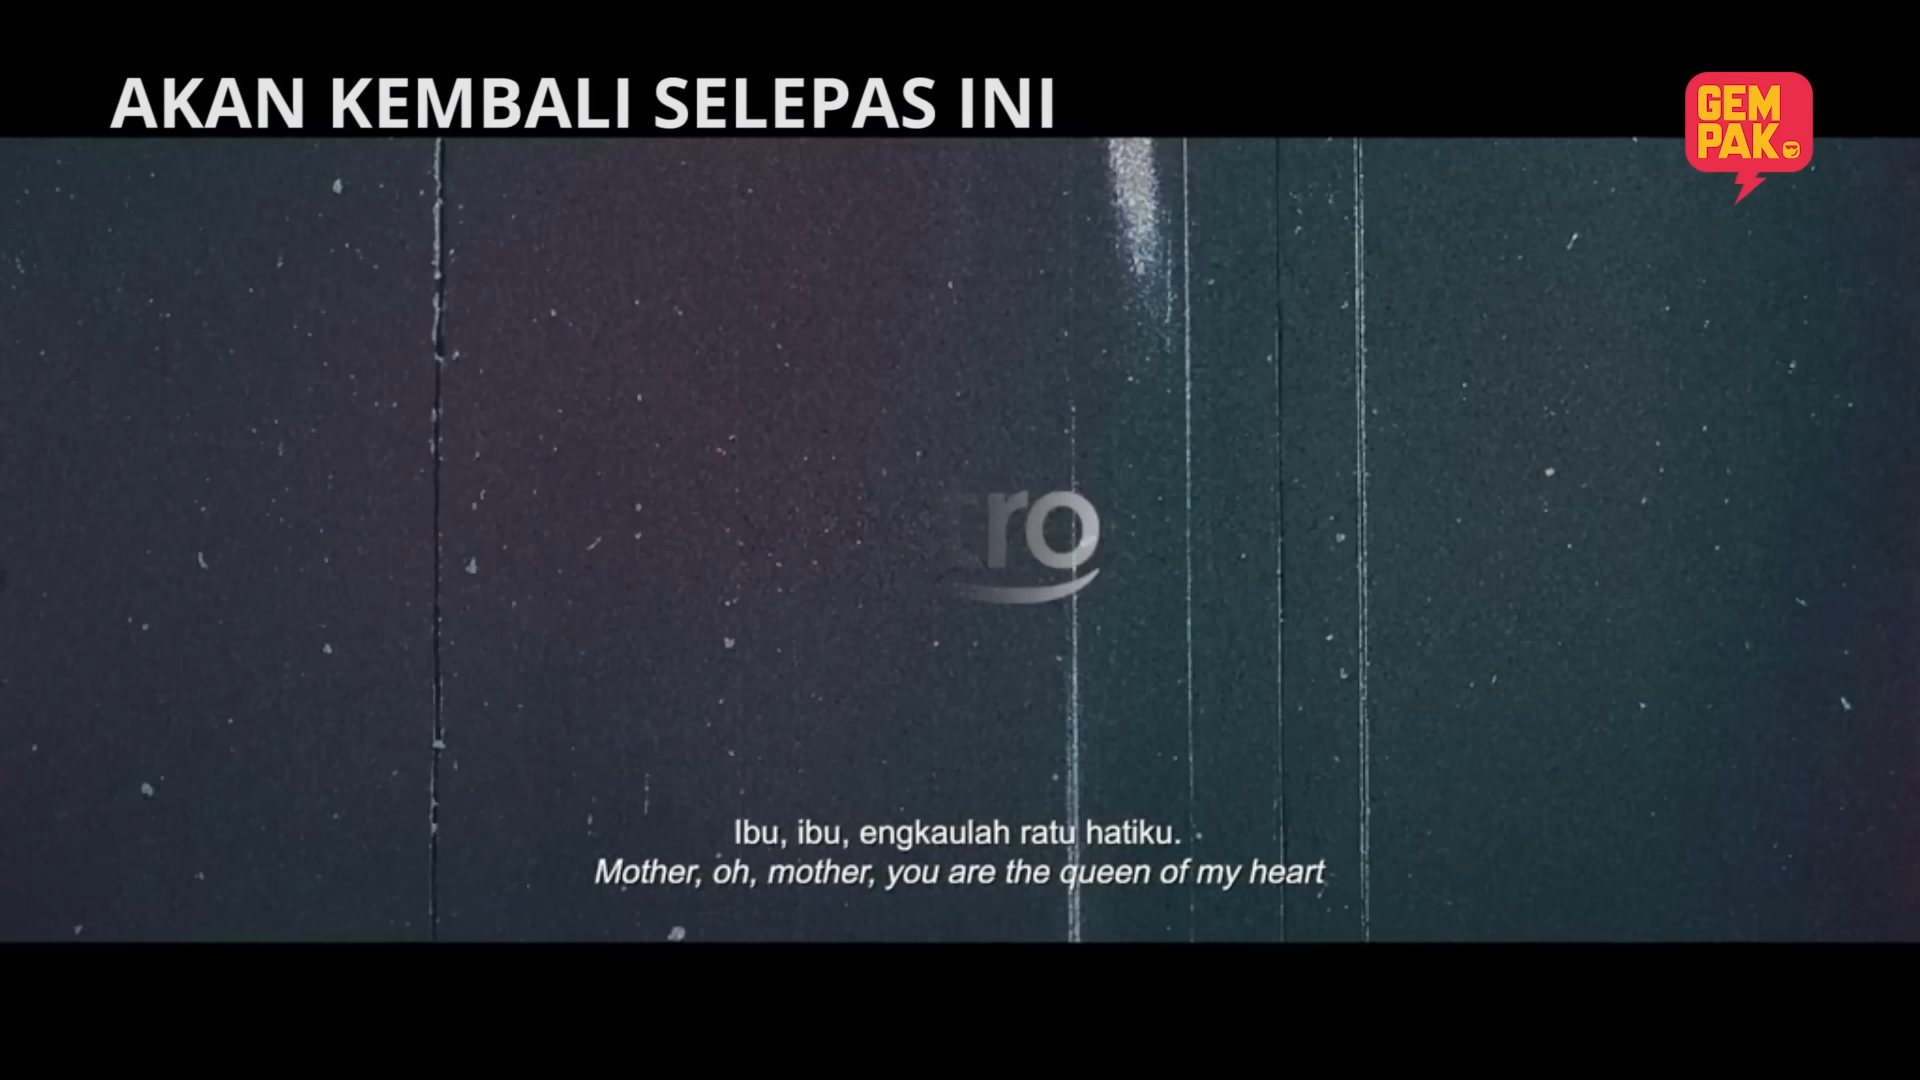 AKAN KEMBALI SELEPAS INI
GEM
PAK
ro
Ibu, ibu, engkaulah ratu hatiku.
Mother, oh, mother, you are the queen of my heart